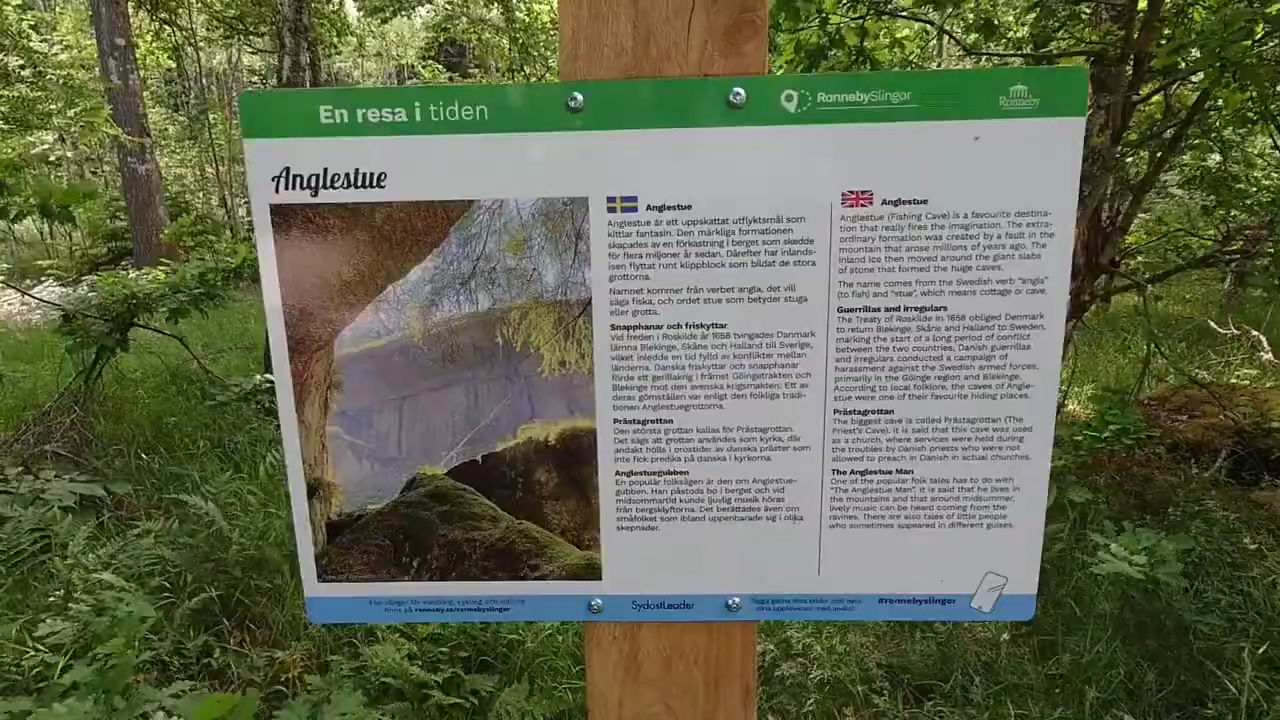 En resa i tiden
RonnebySlingor
Ronneby
Anglestue
Anglestue
Anglestue är ett uppskattat utflyktsmål som
kittlar fantasin. Den märkliga formationen
skapades av en förkastning i berget som skedde
för flera miljoner år sedan. Därefter har inlands-
isen flyttat runt klippblock som bildat de stora
grottorna.
Namnet kommer från verbet angla, det vill
säga fiska, och ordet stue som betyder stuga
eller grotta.
Snapphanar och friskyttar
Vid freden i Roskilde år 1658 tvingades Danmark
lämna Blekinge, Skåne och Halland till Sverige,
vilket inledde en tid fylld av konflikter mellan
länderna. Danska friskyttar och snapphanar
förde ett gerillakrig i främst Göingetrakten och
Blekinge mot den svenska krigsmakten. Ett av
deras gömställen var enligt den folkliga tradi-
tionen Anglestuegrottorna.
Prästagrottan
Den största grottan kallas för Prästagrottan.
Det sägs att grottan användes som kyrka, där
andakt hölls i orostider av danska präster som
inte fick predika på danska i kyrkorna.
Anglestuegubben
En populär folksägen är den om Anglestue-
gubben. Han påstods bo i berget och vid
midsommartid kunde ljuvlig musik höras
från bergsklyftorna. Det berättades även om
småfolket som ibland uppenbarade sig i olika
skepnader.
Anglestue
Anglestue (Fishing Cave) is a favourite destina-
tion that really fires the imagination. The extra-
ordinary formation was created by a fault in the
mountain that arose millions of years ago. The
inland ice then moved around the giant slabs
of stone that formed the huge caves.
The name comes from the Swedish verb "angla"
(to fish) and "stue", which means cottage or cave.
Guerrillas and irregulars
The Treaty of Roskilde in 1658 obliged Denmark
to return Blekinge, Skåne and Halland to Sweden,
marking the start of a long period of conflict
between the two countries. Danish guerrillas
and irregulars conducted a campaign of
harassment against the Swedish armed forces,
primarily in the Göinge region and Blekinge.
According to local folklore, the caves of Angle-
stue were one of their favourite hiding places.
Prästagrottan
The biggest cave is called Prästagrottan (The
Priest's Cave). It is said that this cave was used
as a church, where services were held during
the troubles by Danish priests who were not
allowed to preach in Danish in actual churches.
The Anglestue Man
One of the popular folk tales has to do with
"The Anglestue Man". It is said that he lives in
the mountains and that around midsummer,
lively music can be heard coming from the
ravines. There are also tales of little people
who sometimes appeared in different guises.
för vandring, cykling och ridning
finns på ronneby.se/ronnebyslingor
SydostLeader
dina upplevelser med andra!
#ronnebyslingor